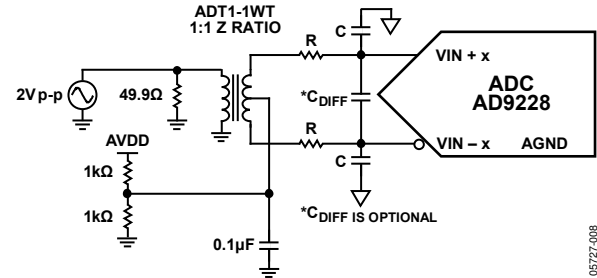 ADT1-1WT
1:1 Z RATIO
C
R
VIN + x
2V p-p
49.9Ω
*CDIFF
ADC
AD9228
R
VIN – x
AGND
AVDD
C
1kΩ
*CDIFF IS OPTIONAL
1kΩ
0.1µF
05727-008